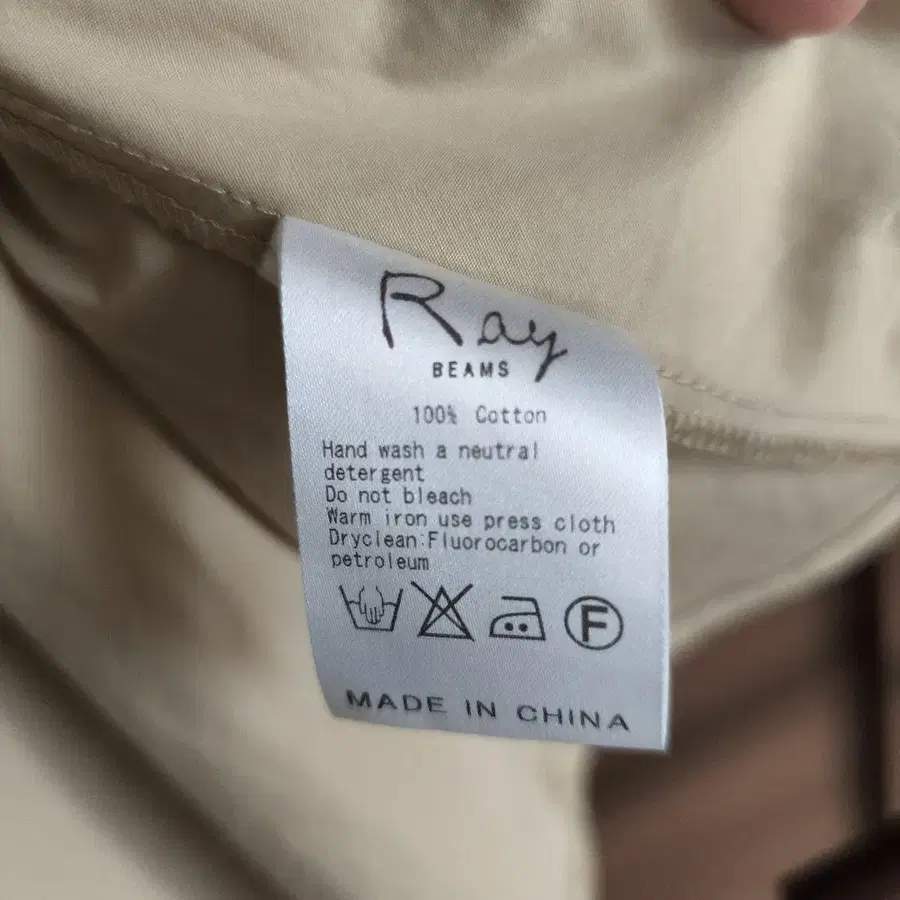 Ray
BEAMS
100% Cotton
Hand wash a neutral
detergent
Do not bleach
Warm iron use press cloth
Dryclean:Fluorocarbon or
petroleum
F
MADE IN CHINA